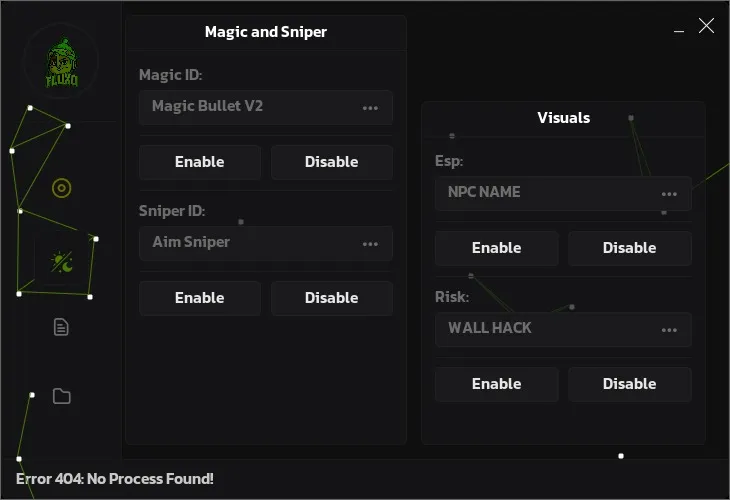 FLUXO
Magic and Sniper
Magic ID:
Magic Bullet V2
Enable
Disable
Sniper ID:
Aim Sniper
Enable
Disable
Visuals
Esp:
NPC NAME
Enable
Disable
Risk:
WALL HACK
Enable
Disable
Error 404: No Process Found!